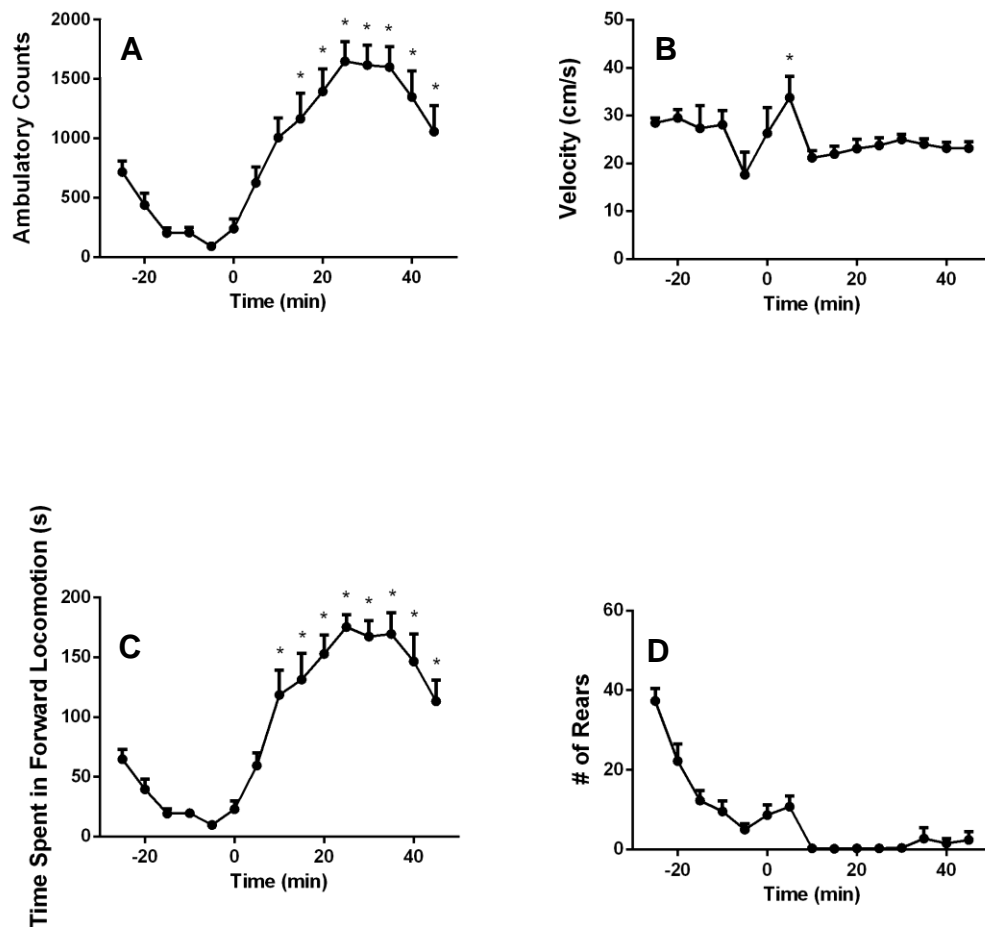 A
Ambulatory Counts
2000
1500
1000
500
0
* * * * * * *
-20 0 20 40
Time (min)
B
Velocity (cm/s)
50
40
30
20
10
0
*
-20 0 20 40
Time (min)
C
Time Spent in Forward Locomotion (s)
200
150
100
50
0
* * * * * * * *
-20 0 20 40
Time (min)
D
# of Rears
60
40
20
0
-20 0 20 40
Time (min)